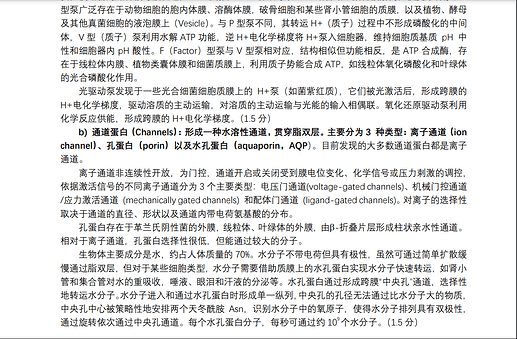 型泵广泛存在于动物细胞的胞内体膜、溶酶体膜、破骨细胞和某些肾小管细胞的质膜，以及植物、酵母
及其他真菌细胞的液泡膜上（Vesicle）。与 P 型泵不同，其转运 H+（质子）过程中不形成磷酸化的中间
体，V 型（质子）泵利用水解 ATP 功能，逆 H+电化学梯度将 H+泵入细胞器，维持细胞质基质 pH 中
性和细胞器内 pH 酸性。F（Factor）型泵与 V 型泵相对应，结构相似但功能相反，是 ATP 合成酶，存
在于线粒体内膜、植物类囊体膜和细菌质膜上，利用质子势能合成 ATP，如线粒体氧化磷酸化和叶绿体
的光合磷酸化作用。
光驱动泵发现于一些光合细菌细胞质膜上的 H+泵（如菌紫红质），它们被光激活后，形成跨膜的
H+电化学梯度，驱动溶质的主动运输，对溶质的主动运输与光能的输入相偶联。氧化还原驱动泵利用
化学反应供能，形成跨膜的 H+电化学梯度。（1.5 分）
b) 通道蛋白 (Channels)：形成一种水溶性通道，贯穿脂双层。主要分为 3 种类型：离子通道 (ion
channel)、孔蛋白 (porin) 以及水孔蛋白（aquaporin，AQP）。目前发现的大多数通道蛋白都是离子
通道。
离子通道非连续性开放，为门控，通道开启或关闭受到膜电位变化、化学信号或压力刺激的调控，
依据激活信号的不同离子通道分为 3 个主要类型：电压门通道(voltage-gated channels)、机械门控通道
/应力激活通道 (mechanically gated channels) 和配体门通道 (ligand-gated channels)。对离子的选择性
取决于通道的直径、形状以及通道内带电荷氨基酸的分布。
孔蛋白存在于革兰氏阴性菌的外膜，线粒体、叶绿体的外膜，由β-折叠片层形成柱状亲水性通道。
相对于离子通道，孔蛋白选择性很低，但能通过较大的分子。
生物体主要成分是水，约占人体质量的 70%。水分子不带电荷但具有极性，虽然可通过简单扩散缓
慢通过脂双层，但对于某些细胞类型，水分子需要借助质膜上的水孔蛋白实现水分子快速转运，如肾小
管和集合管对水的重吸收，唾液、眼泪和汗液的分泌等。水孔蛋白通过形成跨膜“中央孔”通道，选择性
地转运水分子。水分子进入和通过水孔蛋白时形成单一纵列，中央孔的孔径无法通过比水分子大的物质，
中央孔中心被策略性地安排两个天冬酰胺 Asn，识别水分子中的氧原子，使得水分子排列具有双极性，
通过旋转依次通过中央孔通道。每个水孔蛋白分子，每秒可通过约 10⁹个水分子。（1.5 分）